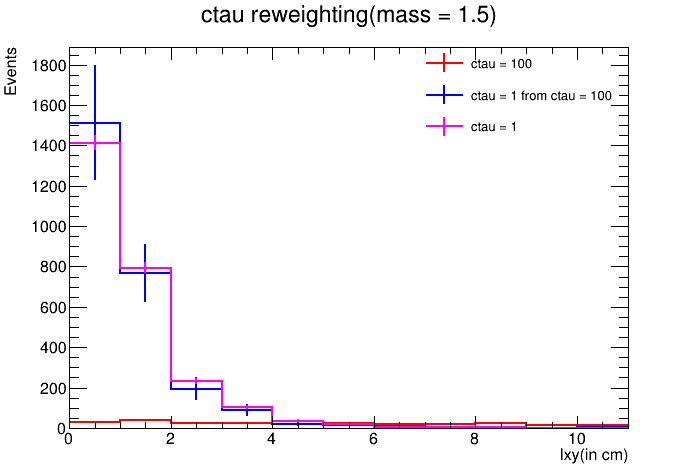 ctau reweighting(mass = 1.5)
Events
ctau = 100
ctau = 1 from ctau = 100
ctau = 1
1800
1600
1400
1200
1000
800
600
400
200
0
0 2 4 6 8 10
lxy(in cm)